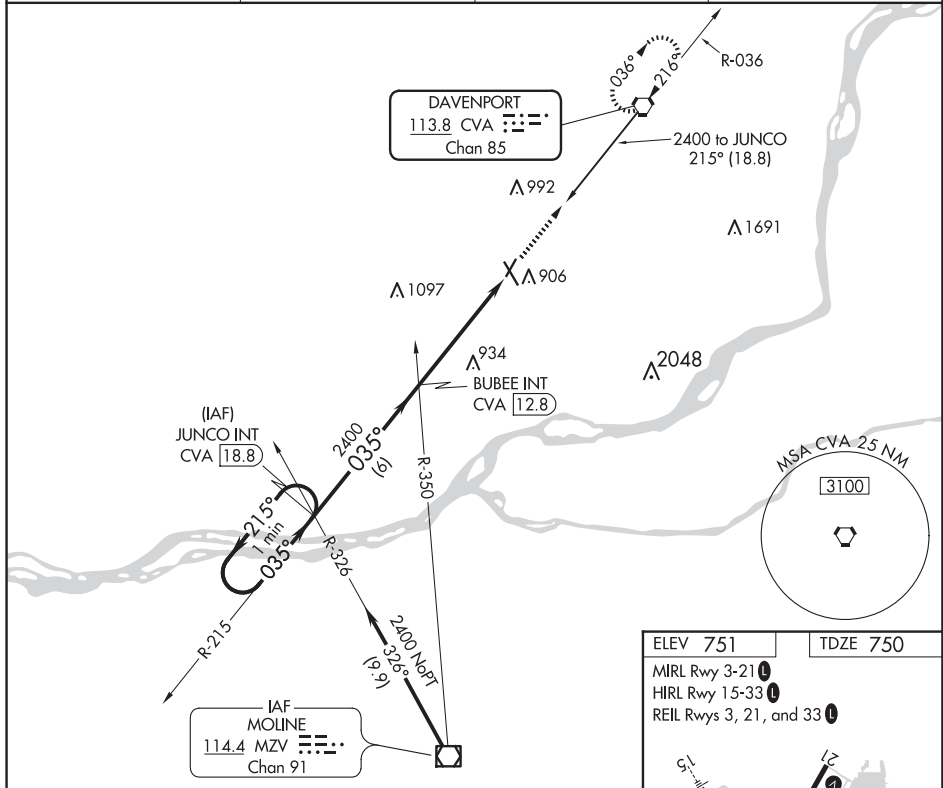 036°
216°
R-036
DAVENPORT
113.8 CVA
Chan 85
2400 to JUNCO
215° (18.8)
992
1691
906
1097
934
2048
BUBEE INT
CVA 12.8
(IAF)
JUNCO INT
CVA 18.8
2400
035°
(6)
R-350
MSA CVA 25 NM
3100
215°
1 min
035°
R-326
R-215
2400 NoPT
326°
(9.9)
IAF
MOLINE
114.4 MZV
Chan 91
ELEV 751
TDZE 750
MIRL Rwy 3-21 L
HIRL Rwy 15-33 L
REIL Rwys 3, 21, and 33 L
15
21